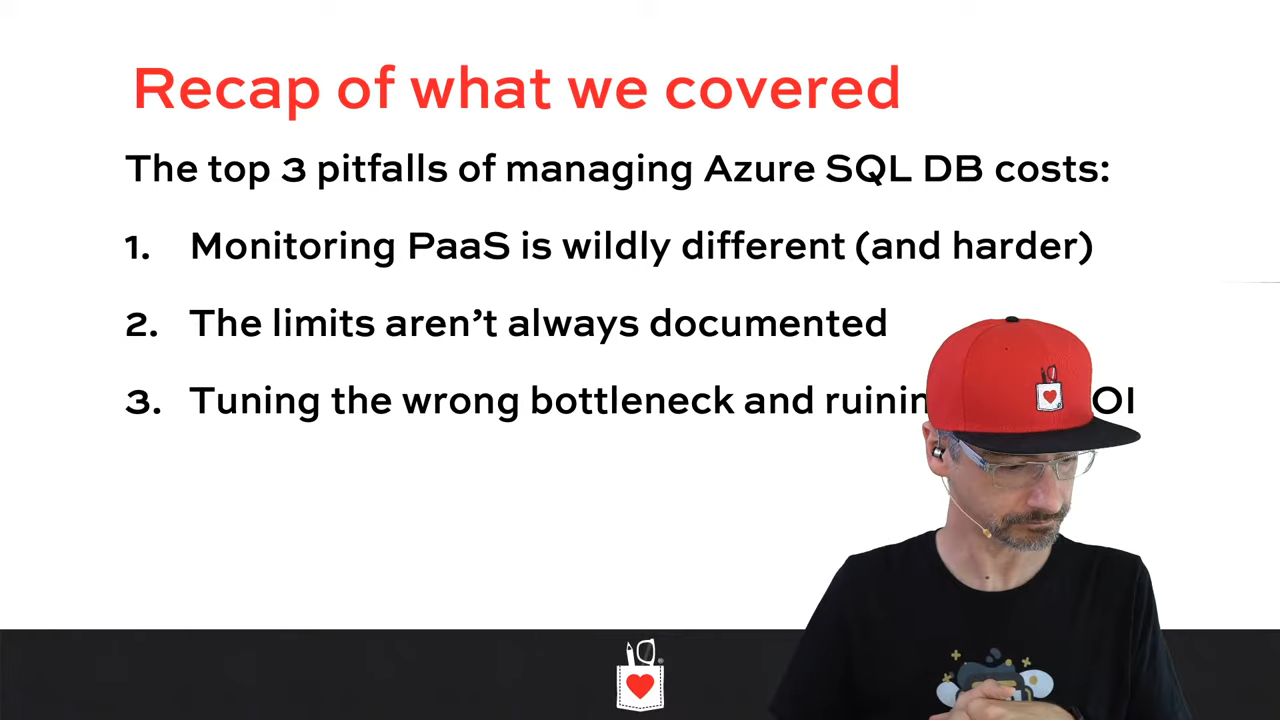 Recap of what we covered
The top 3 pitfalls of managing Azure SQL DB costs:
1. Monitoring PaaS is wildly different (and harder)
2. The limits aren’t always documented
3. Tuning the wrong bottleneck and